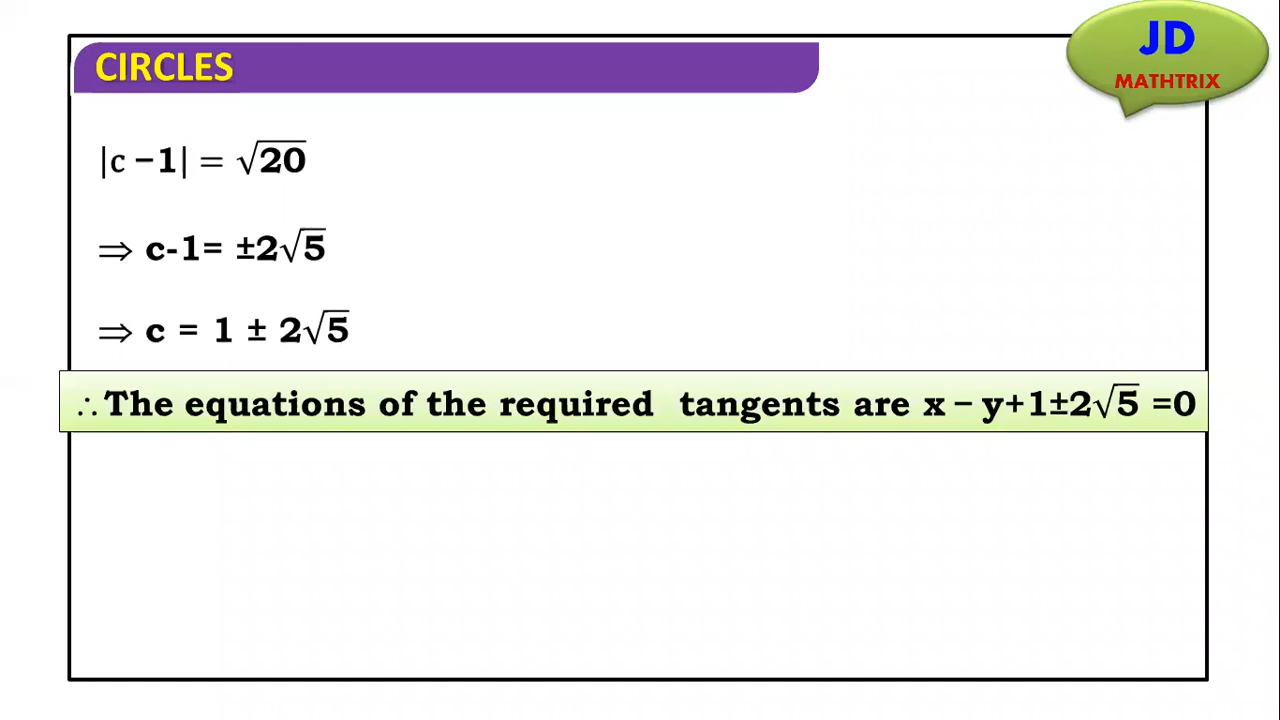 CIRCLES
JD
MATHTRIX
|c −1| = √20
⇒ c-1= ±2√5
⇒ c = 1 ± 2√5
∴ The equations of the required tangents are x − y+1±2√5 =0